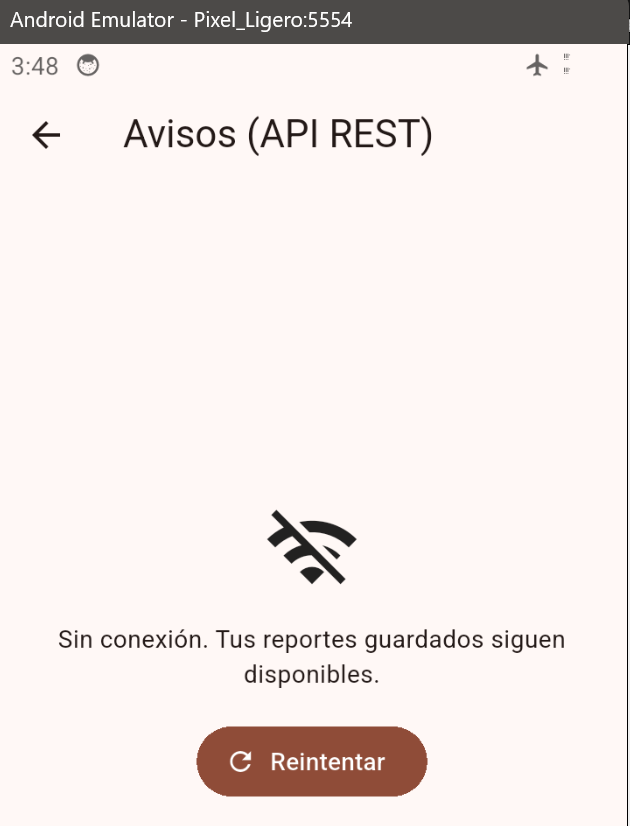 Android Emulator - Pixel_Ligero:5554
3:48
Avisos (API REST)
Sin conexión. Tus reportes guardados siguen
disponibles.
Reintentar